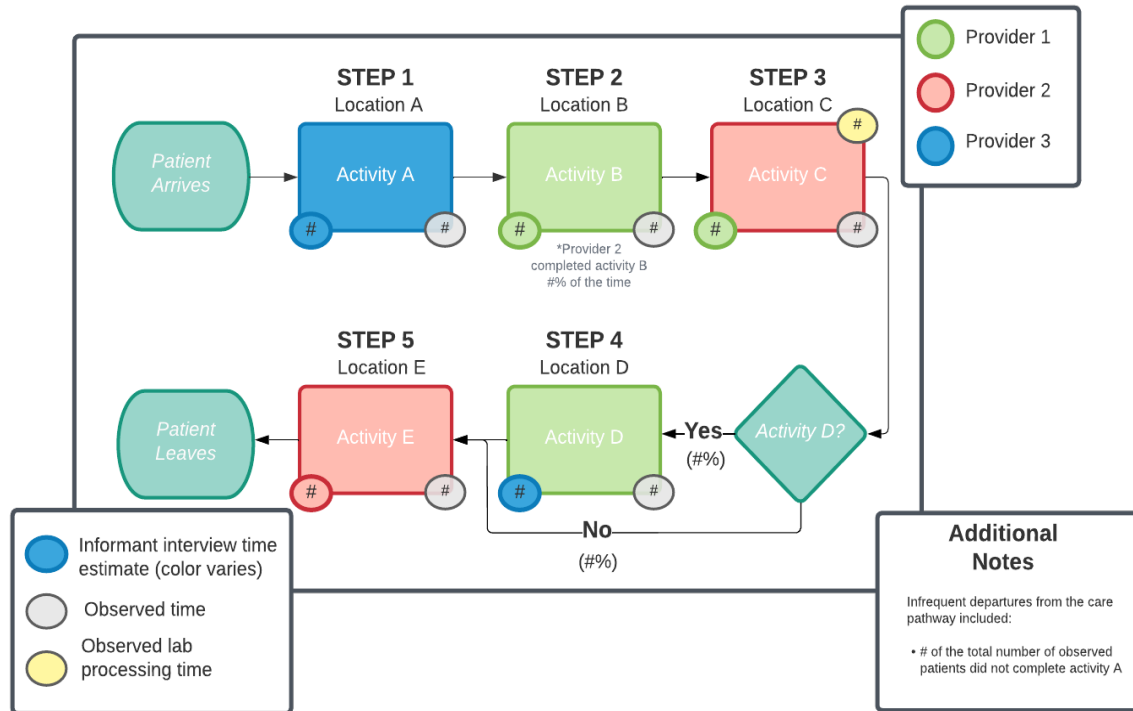 Provider 1
Provider 2
Provider 3
STEP 1
Location A
STEP 2
Location B
STEP 3
Location C
Patient
Arrives
Activity A
#
#
Activity B
#
#
*Provider 2
completed activity B
#% of the time
Activity C
#
#
#
STEP 5
Location E
STEP 4
Location D
Patient
Leaves
Activity E
#
#
Activity D
#
#
Yes
(#%)
Activity D?
No
(#%)
Informant interview time
estimate (color varies)
Observed time
Observed lab
processing time
Additional
Notes
Infrequent departures from the care
pathway included:
• # of the total number of observed
patients did not complete activity A